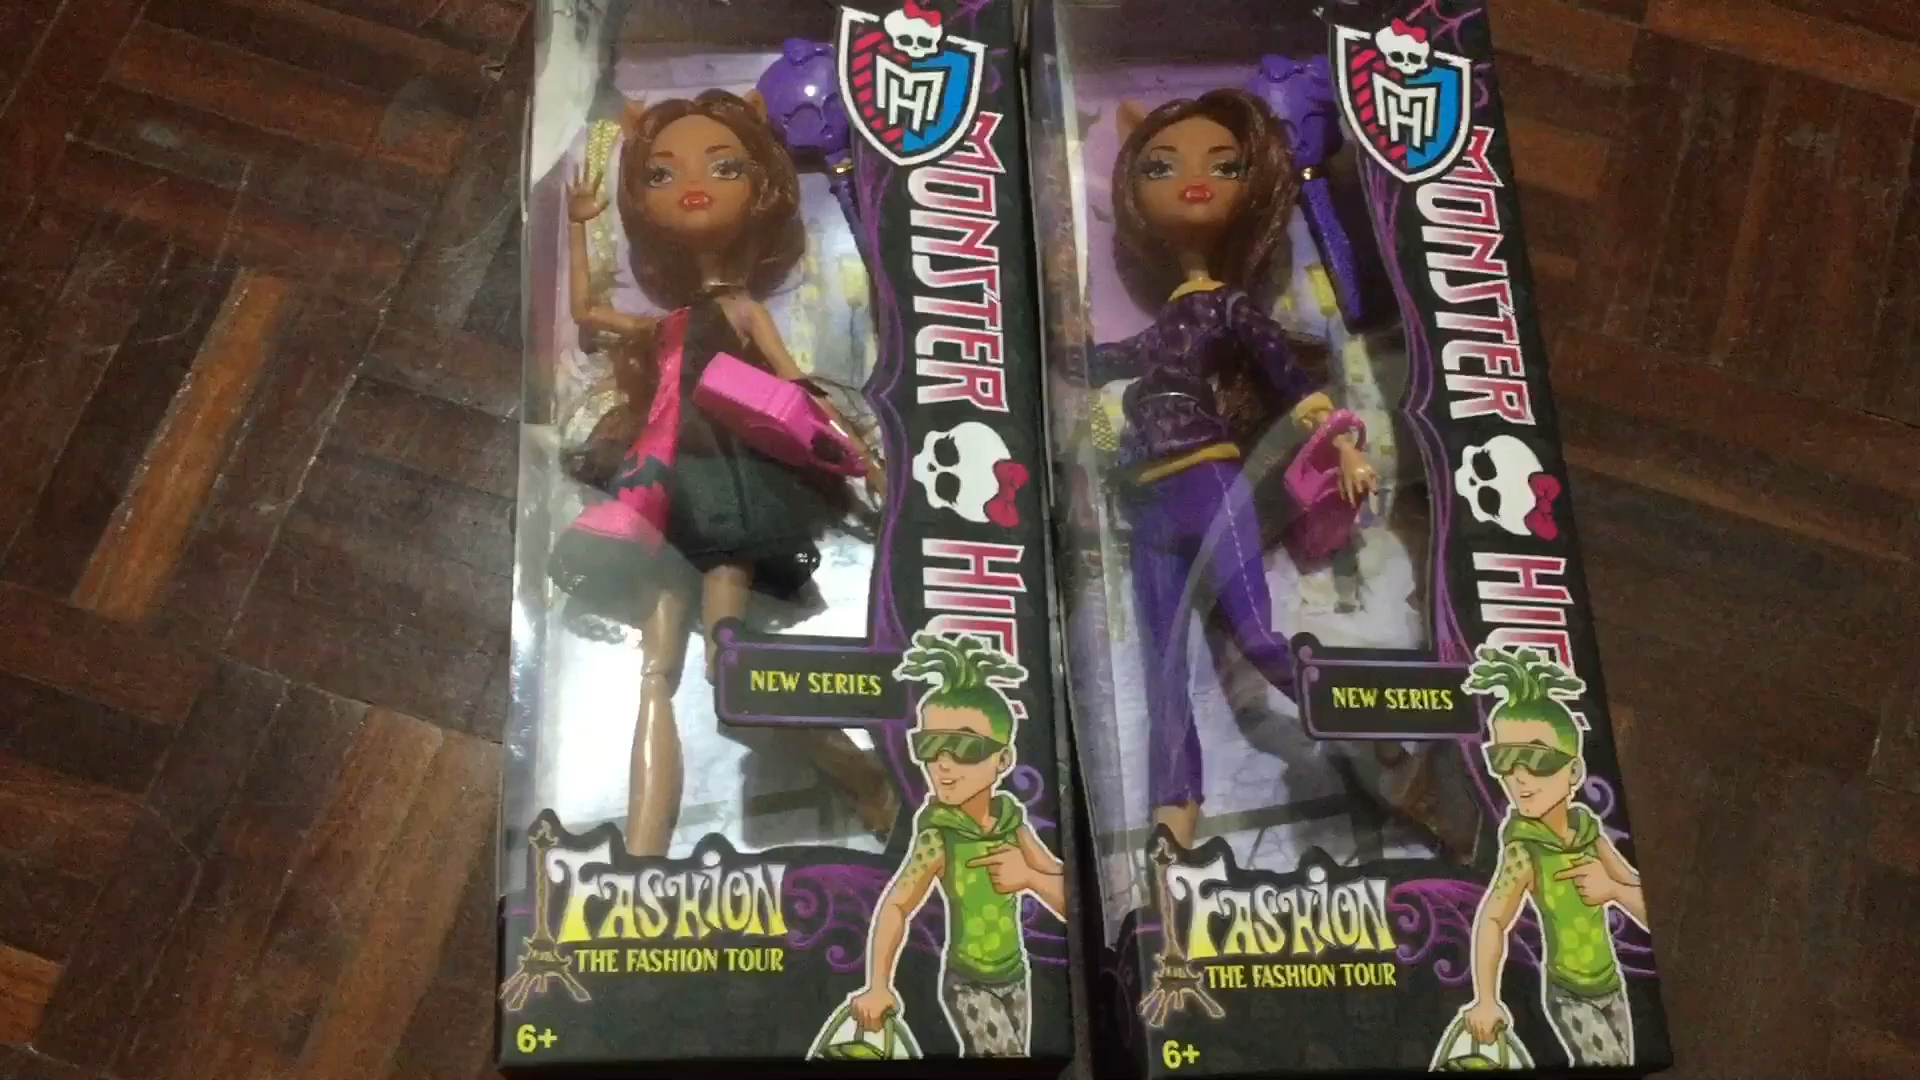 MH
MONSTER HIGH
NEW SERIES
FASHION
THE FASHION TOUR
6+
MH
MONSTER HIGH
NEW SERIES
FASHION
THE FASHION TOUR
6+